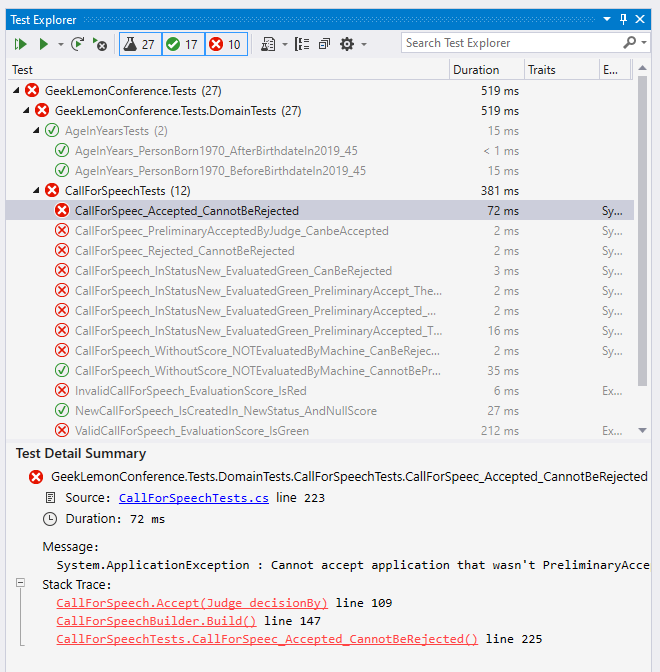 Test Explorer
27 17 10 Search Test Explorer
Test Duration Traits E...
GeekLemonConference.Tests (27) 519 ms
GeekLemonConference.Tests.DomainTests (27) 519 ms
AgeInYearsTests (2) 15 ms
AgeInYears_PersonBorn1970_AfterBirthdateIn2019_45 < 1 ms
AgeInYears_PersonBorn1970_BeforeBirthdateIn2019_45 15 ms
CallForSpeechTests (12) 381 ms
CallForSpeec_Accepted_CannotBeRejected 72 ms Sy...
CallForSpeec_PreliminaryAcceptedByJudge_CanbeAccepted 2 ms Sy...
CallForSpeec_Rejected_CannotBeRejected 2 ms Sy...
CallForSpeech_InStatusNew_EvaluatedGreen_CanBeRejected 3 ms Sy...
CallForSpeech_InStatusNew_EvaluatedGreen_PreliminaryAccept_The... 2 ms Sy...
CallForSpeech_InStatusNew_EvaluatedGreen_PreliminaryAccepted_... 2 ms Sy...
CallForSpeech_InStatusNew_EvaluatedGreen_PreliminaryAccepted_T... 16 ms Sy...
CallForSpeech_WithoutScore_NOTEvaluatedByMachine_CanBeRejec... 2 ms Sy...
CallForSpeech_WithoutScore_NOTEvaluatedByMachine_CannotBePr... 35 ms
InvalidCallForSpeech_EvaluationScore_IsRed 6 ms Ex...
NewCallForSpeech_IsCreatedIn_NewStatus_AndNullScore 27 ms
ValidCallForSpeech_EvaluationScore_IsGreen 212 ms Ex...
Test Detail Summary
GeekLemonConference.Tests.DomainTests.CallForSpeechTests.CallForSpeec_Accepted_CannotBeRejected
Source: CallForSpeechTests.cs line 223
Duration: 72 ms
Message:
System.ApplicationException : Cannot accept application that wasn't PreliminaryAcce
Stack Trace:
CallForSpeech.Accept(Judge decisionBy) line 109
CallForSpeechBuilder.Build() line 147
CallForSpeechTests.CallForSpeec_Accepted_CannotBeRejected() line 225